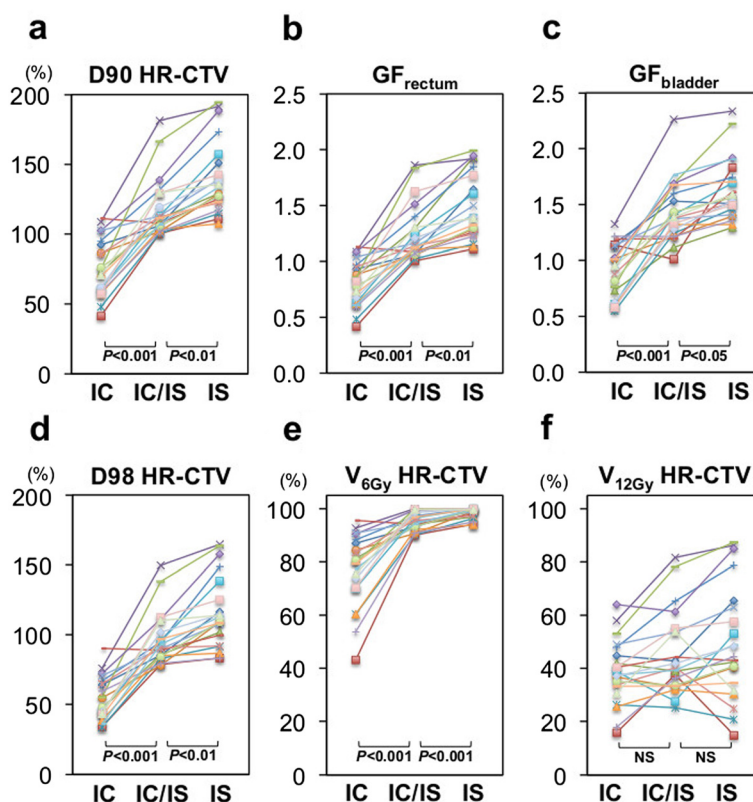 a b c
(%) D90 HR-CTV GFrectum GFbladder
200 2.5 2.5
150 2.0 2.0
100 1.5 1.5
50 1.0 1.0
0 0.5 0.5
0.0 0.0
P<0.001 P<0.01 P<0.001 P<0.01 P<0.001 P<0.05
IC IC/IS IS IC IC/IS IS IC IC/IS IS
d e f
(%) D98 HR-CTV (%) V6Gy HR-CTV (%) V12Gy HR-CTV
200 100 100
150 80 80
100 60 60
50 40 40
0 20 20
0 0
P<0.001 P<0.01 P<0.001 P<0.001 NS NS
IC IC/IS IS IC IC/IS IS IC IC/IS IS